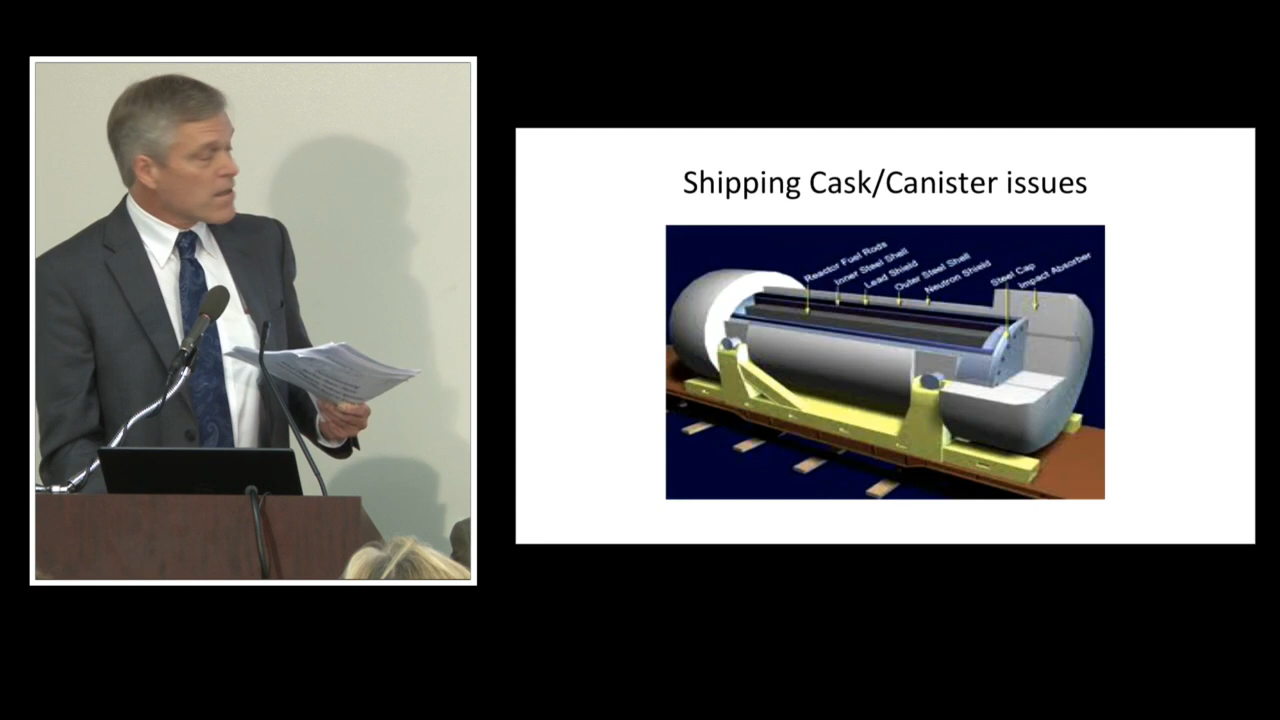 Shipping Cask/Canister issues
Reactor Fuel Rods
Inner Steel Shell
Lead Shield
Outer Steel Shell
Neutron Shield
Steel Cap
Impact Absorber